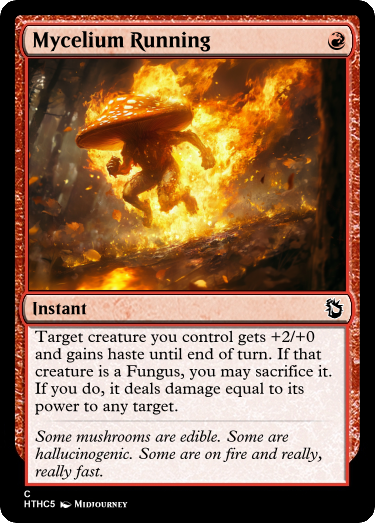 Mycelium Running
Instant
Target creature you control gets +2/+0
and gains haste until end of turn. If that
creature is a Fungus, you may sacrifice it.
If you do, it deals damage equal to its
power to any target.
Some mushrooms are edible. Some are
hallucinogenic. Some are on fire and really,
really fast.
C
HTHC5 Midjourney